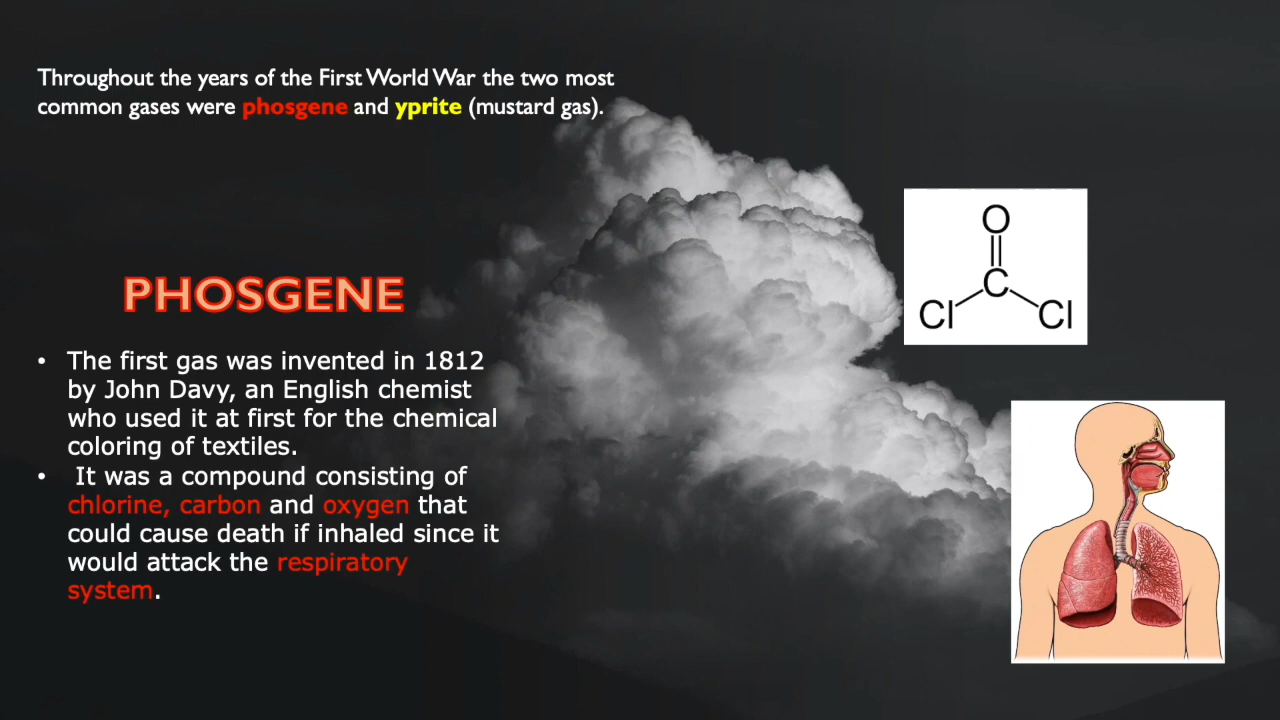 Throughout the years of the First World War the two most
common gases were phosgene and yprite (mustard gas).
PHOSGENE
• The first gas was invented in 1812
by John Davy, an English chemist
who used it at first for the chemical
coloring of textiles.
• It was a compound consisting of
chlorine, carbon and oxygen that
could cause death if inhaled since it
would attack the respiratory
system.
O
C
Cl Cl